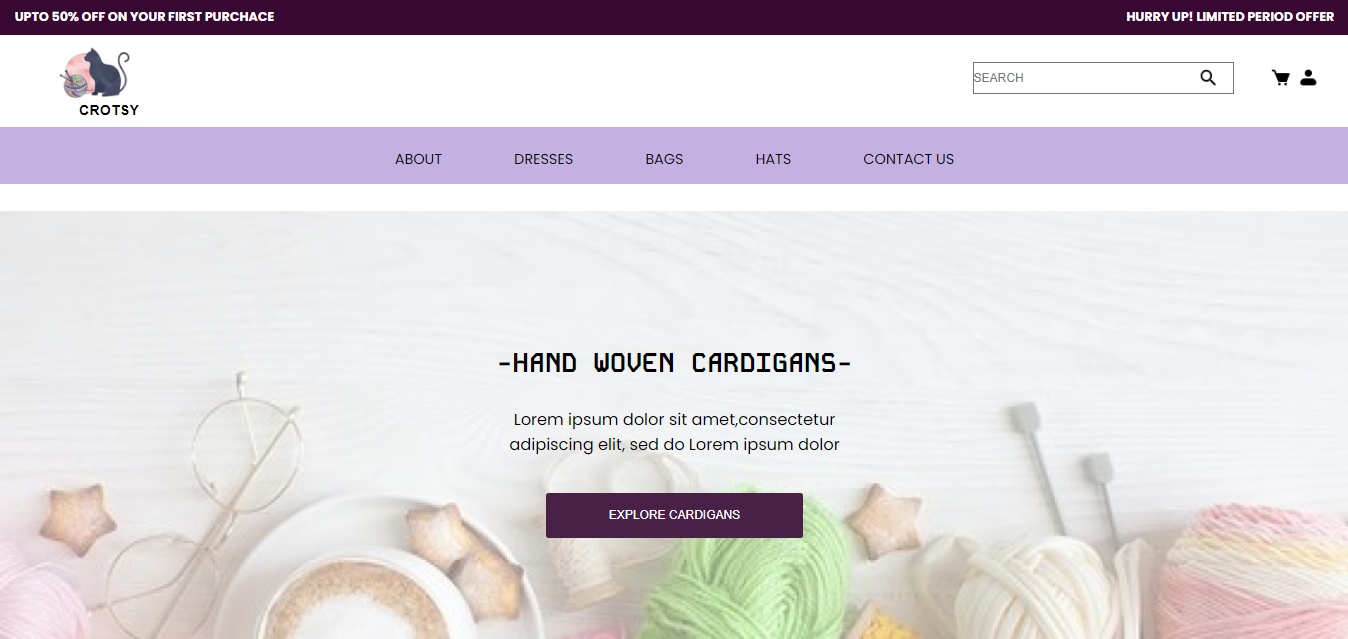 UPTO 50% OFF ON YOUR FIRST PURCHACE
HURRY UP! LIMITED PERIOD OFFER
CROTSY
SEARCH
ABOUT
DRESSES
BAGS
HATS
CONTACT US
-HAND WOVEN CARDIGANS-
Lorem ipsum dolor sit amet,consectetur
adipiscing elit, sed do Lorem ipsum dolor
EXPLORE CARDIGANS